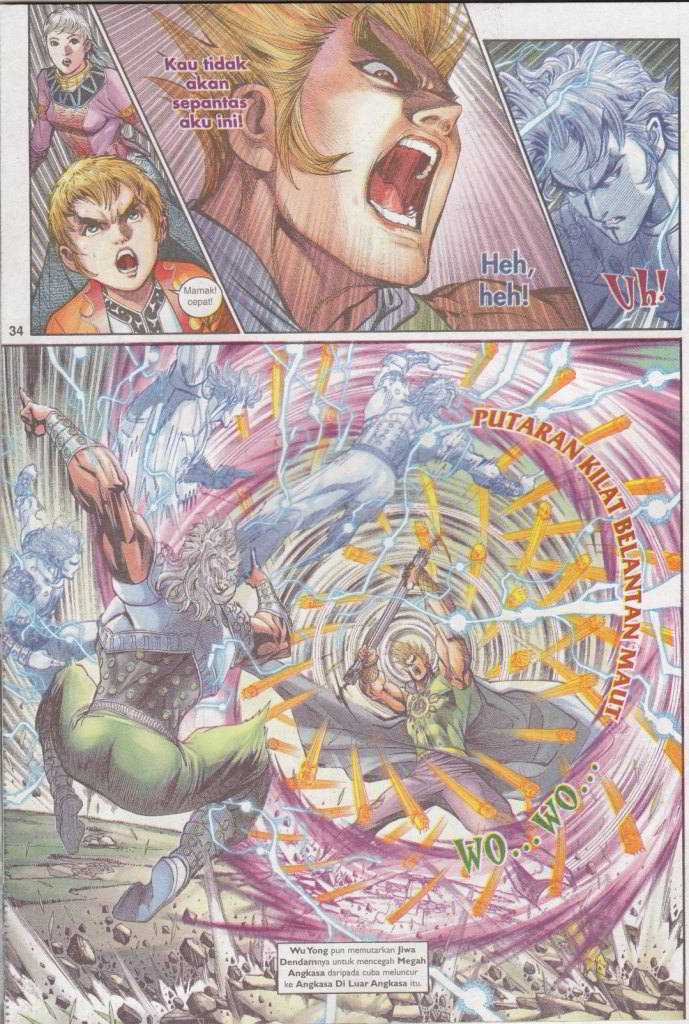 Kau tidak
akan
sepantas
aku ini!
Mamak!
cepat!
Heh,
heh!
Uh!
34
PUTARAN KILAT BELANTAN MAUT
WO...WO...
Wu Yong pun memutarkan Jiwa
Dendamnya untuk mencegah Megah
Angkasa daripada cuba meluncur
ke Angkasa Di Luar Angkasa itu.